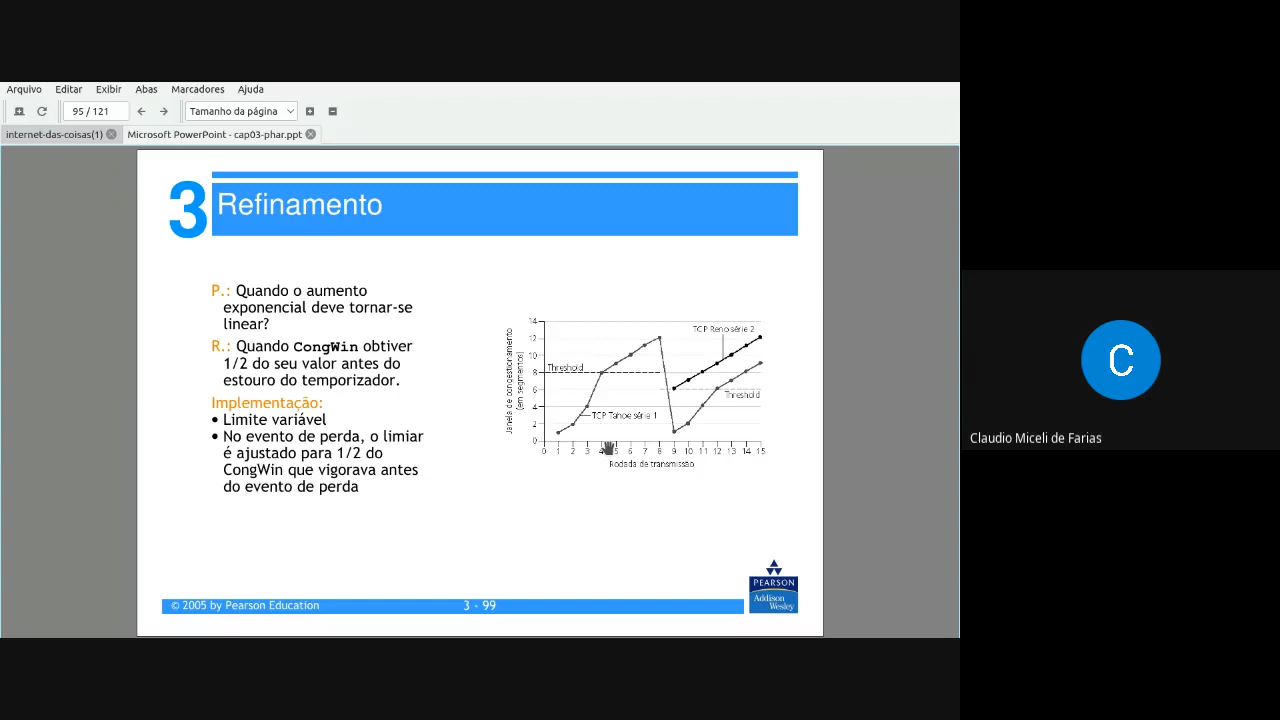 Arquivo Editar Exibir Abas Marcadores Ajuda
95 / 121 Tamanho da página
internet-das-coisas(1) Microsoft PowerPoint - cap03-phar.ppt
3 Refinamento
P.: Quando o aumento
exponencial deve tornar-se
linear?
R.: Quando CongWin obtiver
1/2 do seu valor antes do
estouro do temporizador.
Implementação:
• Limite variável
• No evento de perda, o limiar
é ajustado para 1/2 do
CongWin que vigorava antes
do evento de perda
Janela de congestionamento
(em segmentos)
14
12
10
8
6
4
2
0
TCP Reno série 2
Threshold
Threshold
TCP Tahoe série 1
0 1 2 3 4 5 6 7 8 9 10 11 12 13 14 15
Rodada de transmissão
PEARSON
Addison
Wesley
© 2005 by Pearson Education 3 - 99
C
Claudio Miceli de Farias